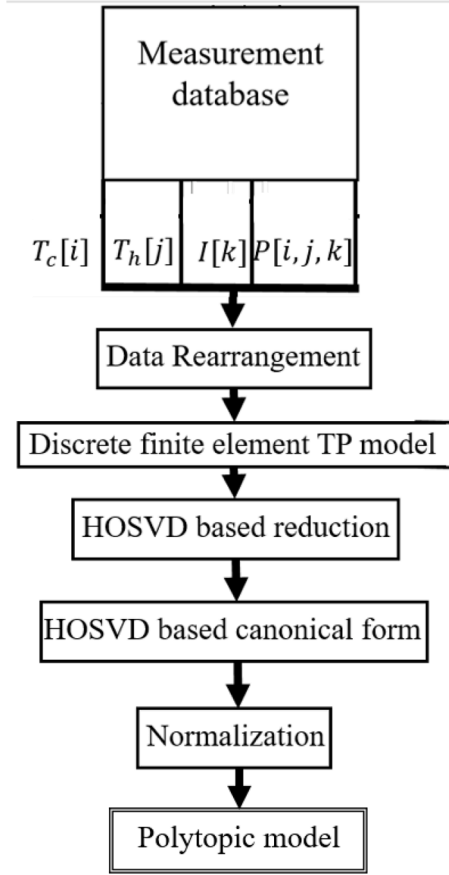 Measurement
database
T_c[i] T_h[j] I[k] P[i, j, k]
Data Rearrangement
Discrete finite element TP model
HOSVD based reduction
HOSVD based canonical form
Normalization
Polytopic model